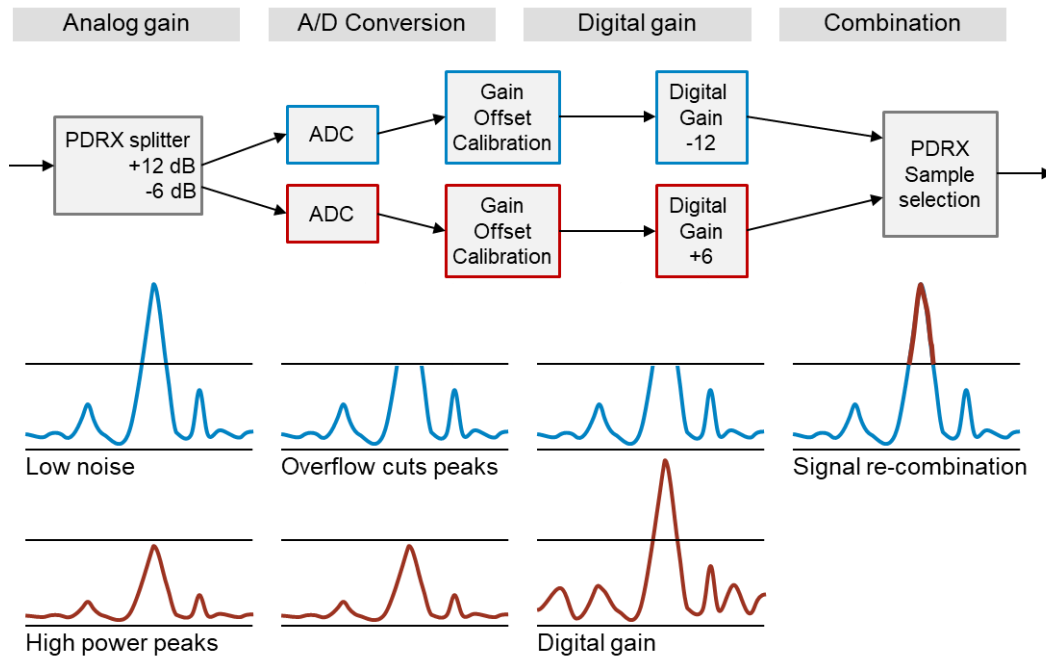 Analog gain
A/D Conversion
Digital gain
Combination
PDRX splitter
+12 dB
-6 dB
ADC
Gain
Offset
Calibration
Digital
Gain
-12
ADC
Gain
Offset
Calibration
Digital
Gain
+6
PDRX
Sample
selection
Low noise
Overflow cuts peaks
Signal re-combination
High power peaks
Digital gain